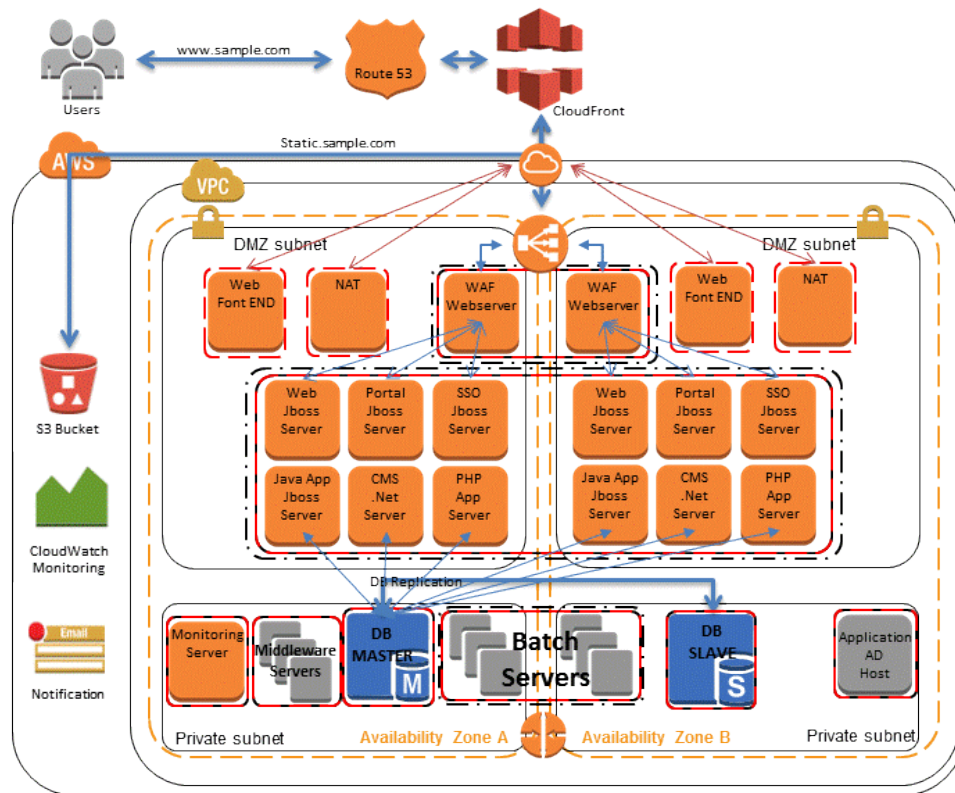 www.sample.com
Route 53
Users
CloudFront
Static.sample.com
AWS
VPC
DMZ subnet
DMZ subnet
Web
Font END
NAT
WAF
Webserver
WAF
Webserver
Web
Font END
NAT
Web
Jboss
Server
Portal
Jboss
Server
SSO
Jboss
Server
Web
Jboss
Server
Portal
Jboss
Server
SSO
Jboss
Server
S3 Bucket
Java App
Jboss
Server
CMS
.Net
Server
PHP
App
Server
Java App
Jboss
Server
CMS
.Net
Server
PHP
App
Server
CloudWatch
Monitoring
DB Replication
Email
Notification
Monitoring
Server
Middleware
Servers
DB
MASTER
M
Batch
Servers
DB
SLAVE
S
Application
AD
Host
Private subnet
Availability Zone A
Availability Zone B
Private subnet